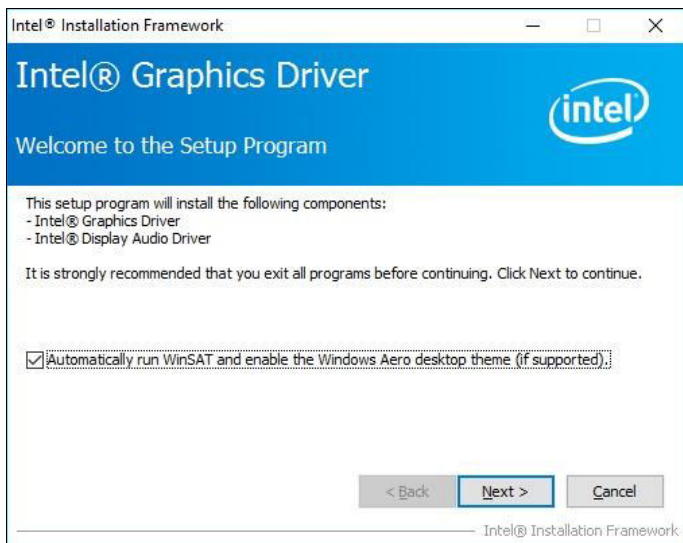 Intel® Installation Framework
Intel® Graphics Driver
intel
Welcome to the Setup Program
This setup program will install the following components:
- Intel® Graphics Driver
- Intel® Display Audio Driver
It is strongly recommended that you exit all programs before continuing. Click Next to continue.
Automatically run WinSAT and enable the Windows Aero desktop theme (if supported).
< Back
Next >
Cancel
Intel® Installation Framework